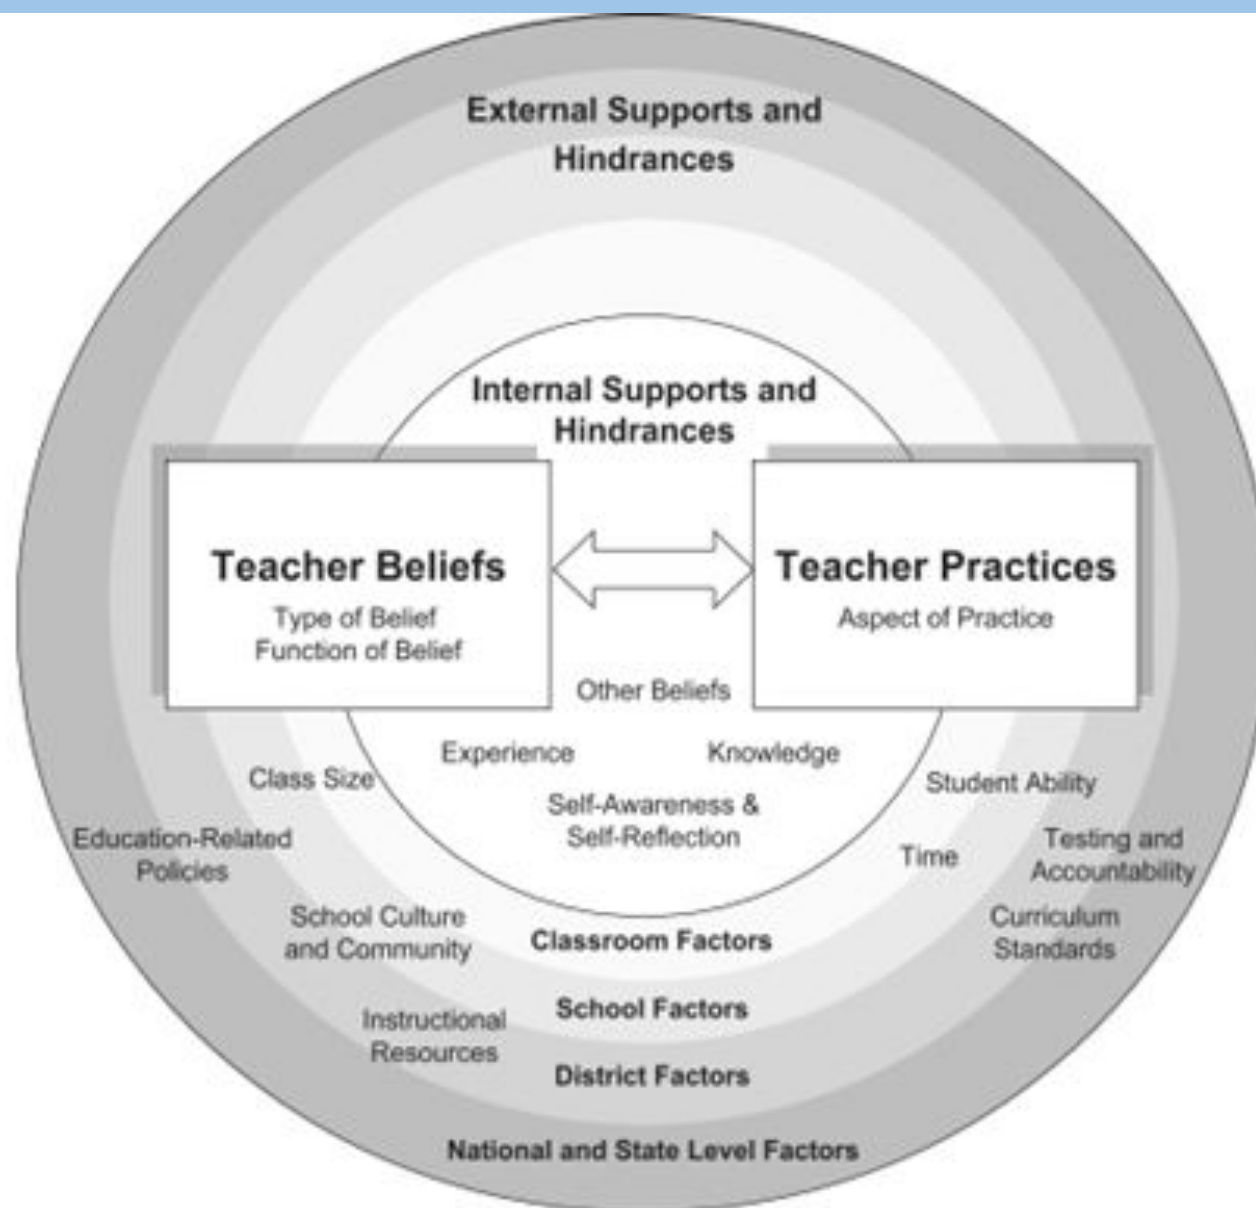 External Supports and
Hindrances
Internal Supports and
Hindrances
Teacher Beliefs
Type of Belief
Function of Belief
Teacher Practices
Aspect of Practice
Other Beliefs
Experience
Knowledge
Self-Awareness &
Self-Reflection
Class Size
Student Ability
Education-Related
Policies
Time
Testing and
Accountability
School Culture
and Community
Classroom Factors
Curriculum
Standards
Instructional
Resources
School Factors
District Factors
National and State Level Factors